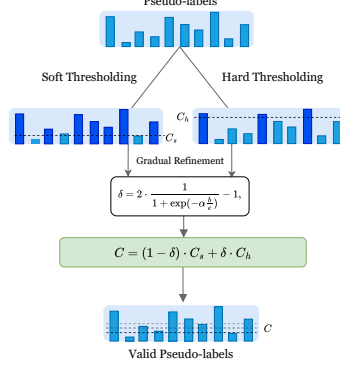 Pseudo-labels
Soft Thresholding Hard Thresholding
C_h
C_s
Gradual Refinement
δ = 2 · 1 / (1 + exp(−α h/e)) − 1,
C = (1 − δ) · C_s + δ · C_h
C
Valid Pseudo-labels